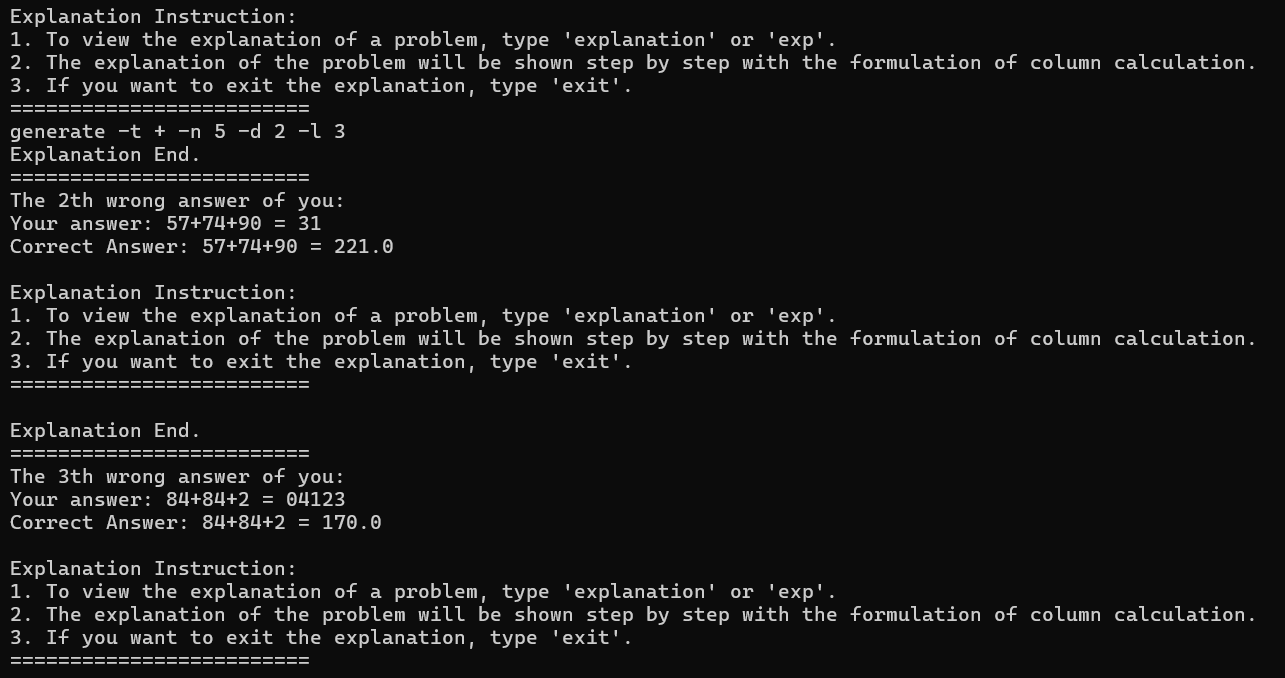 Explanation Instruction:
1. To view the explanation of a problem, type 'explanation' or 'exp'.
2. The explanation of the problem will be shown step by step with the formulation of column calculation.
3. If you want to exit the explanation, type 'exit'.
=========================
generate -t + -n 5 -d 2 -l 3
Explanation End.
=========================
The 2th wrong answer of you:
Your answer: 57+74+90 = 31
Correct Answer: 57+74+90 = 221.0
Explanation Instruction:
1. To view the explanation of a problem, type 'explanation' or 'exp'.
2. The explanation of the problem will be shown step by step with the formulation of column calculation.
3. If you want to exit the explanation, type 'exit'.
=========================
Explanation End.
=========================
The 3th wrong answer of you:
Your answer: 84+84+2 = 04123
Correct Answer: 84+84+2 = 170.0
Explanation Instruction:
1. To view the explanation of a problem, type 'explanation' or 'exp'.
2. The explanation of the problem will be shown step by step with the formulation of column calculation.
3. If you want to exit the explanation, type 'exit'.
=========================